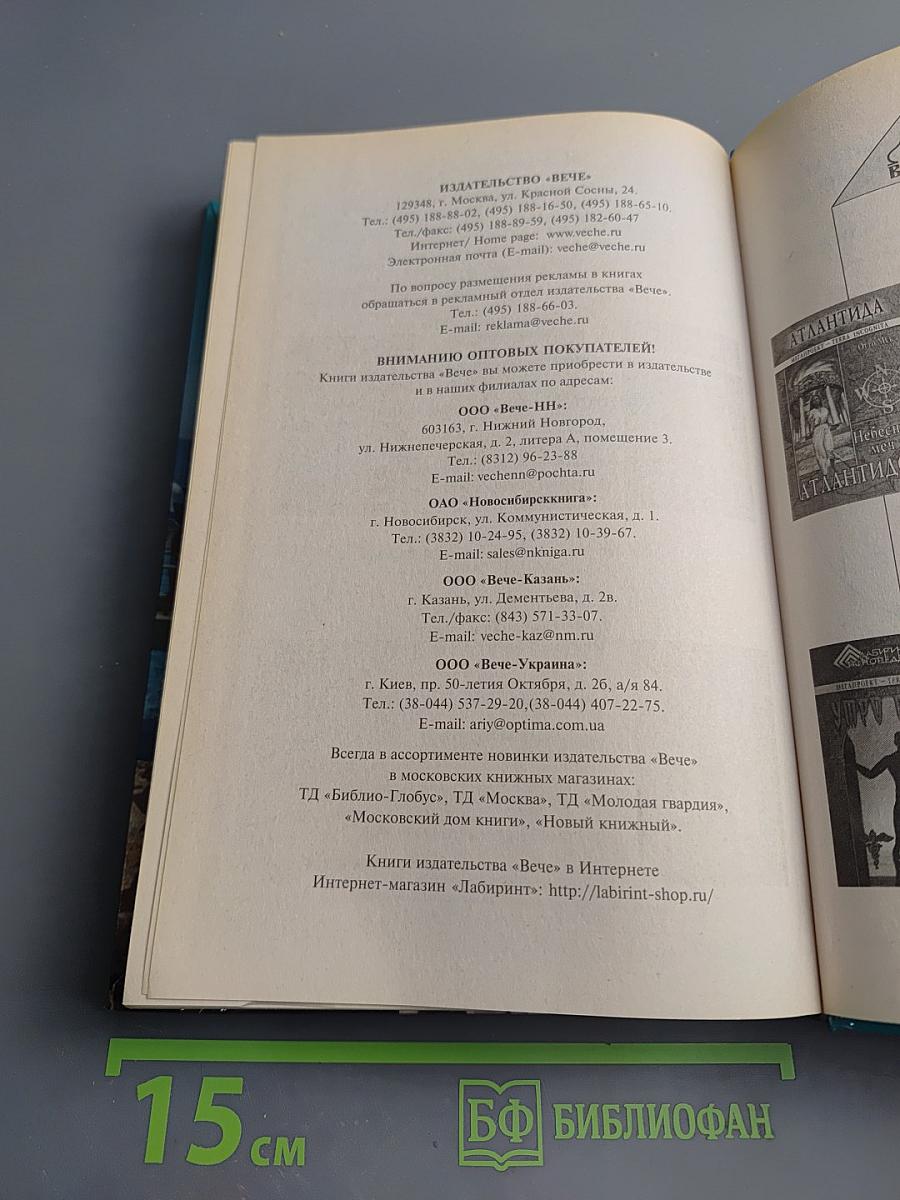 ИЗДАТЕЛЬСТВО «ВЕЧЕ»
129348, г. Москва, ул. Красной Сосны, 24.
Тел.: (495) 188-88-02, (495) 188-16-50, (495) 188-65-10.
Тел./факс: (495) 188-89-59, (495) 182-60-47
Интернет/ Home page: www.veche.ru
Электронная почта (E-mail): veche@veche.ru
По вопросу размещения рекламы в книгах
обращаться в рекламный отдел издательства «Вече».
Тел.: (495) 188-66-03.
E-mail: reklama@veche.ru
ВНИМАНИЮ ОПТОВЫХ ПОКУПАТЕЛЕЙ!
Книги издательства «Вече» вы можете приобрести в издательстве
и в наших филиалах по адресам:
ООО «Вече-НН»:
603163, г. Нижний Новгород,
ул. Нижнепечерская, д. 2, литера А, помещение 3.
Тел.: (8312) 96-23-88
E-mail: vechenn@pochta.ru
ОАО «Новосибирсккнига»:
г. Новосибирск, ул. Коммунистическая, д. 1.
Тел.: (3832) 10-24-95, (3832) 10-39-67.
E-mail: sales@nkniga.ru
ООО «Вече-Казань»:
г. Казань, ул. Дементьева, д. 2в.
Тел./факс: (843) 571-33-07.
E-mail: veche-kaz@nm.ru
ООО «Вече-Украина»:
г. Киев, пр. 50-летия Октября, д. 2б, а/я 84.
Тел.: (38-044) 537-29-20,(38-044) 407-22-75.
E-mail: ariy@optima.com.ua
Всегда в ассортименте новинки издательства «Вече»
в московских книжных магазинах:
ТД «Библио-Глобус», ТД «Москва», ТД «Молодая гвардия»,
«Московский дом книги», «Новый книжный».
Книги издательства «Вече» в Интернете
Интернет-магазин «Лабиринт»: http://labirint-shop.ru/
АТЛАНТИДА
МЕГАПРОЕКТ – TERRA INCOGNITA
15 см
БФ БИБЛИОФАН